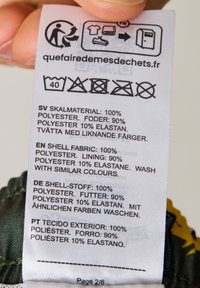 quefairedemesdechets.fr
40
SV SKALMATERIAL: 100%
POLYESTER. FODER: 90%
POLYESTER 10% ELASTAN.
TVÄTTA MED LIKNANDE FÄRGER.
EN SHELL FABRIC: 100%
POLYESTER. LINING: 90%
POLYESTER 10% ELASTANE. WASH
WITH SIMILAR COLOURS.
DE SHELL-STOFF: 100%
POLYESTER. FUTTER: 90%
POLYESTER 10% ELASTAN. MIT
ÄHNLICHEN FARBEN WASCHEN.
PT TECIDO EXTERIOR: 100%
POLIÉSTER. FORRO: 90%
POLIÉSTER 10% ELASTANO.
Page 2/6